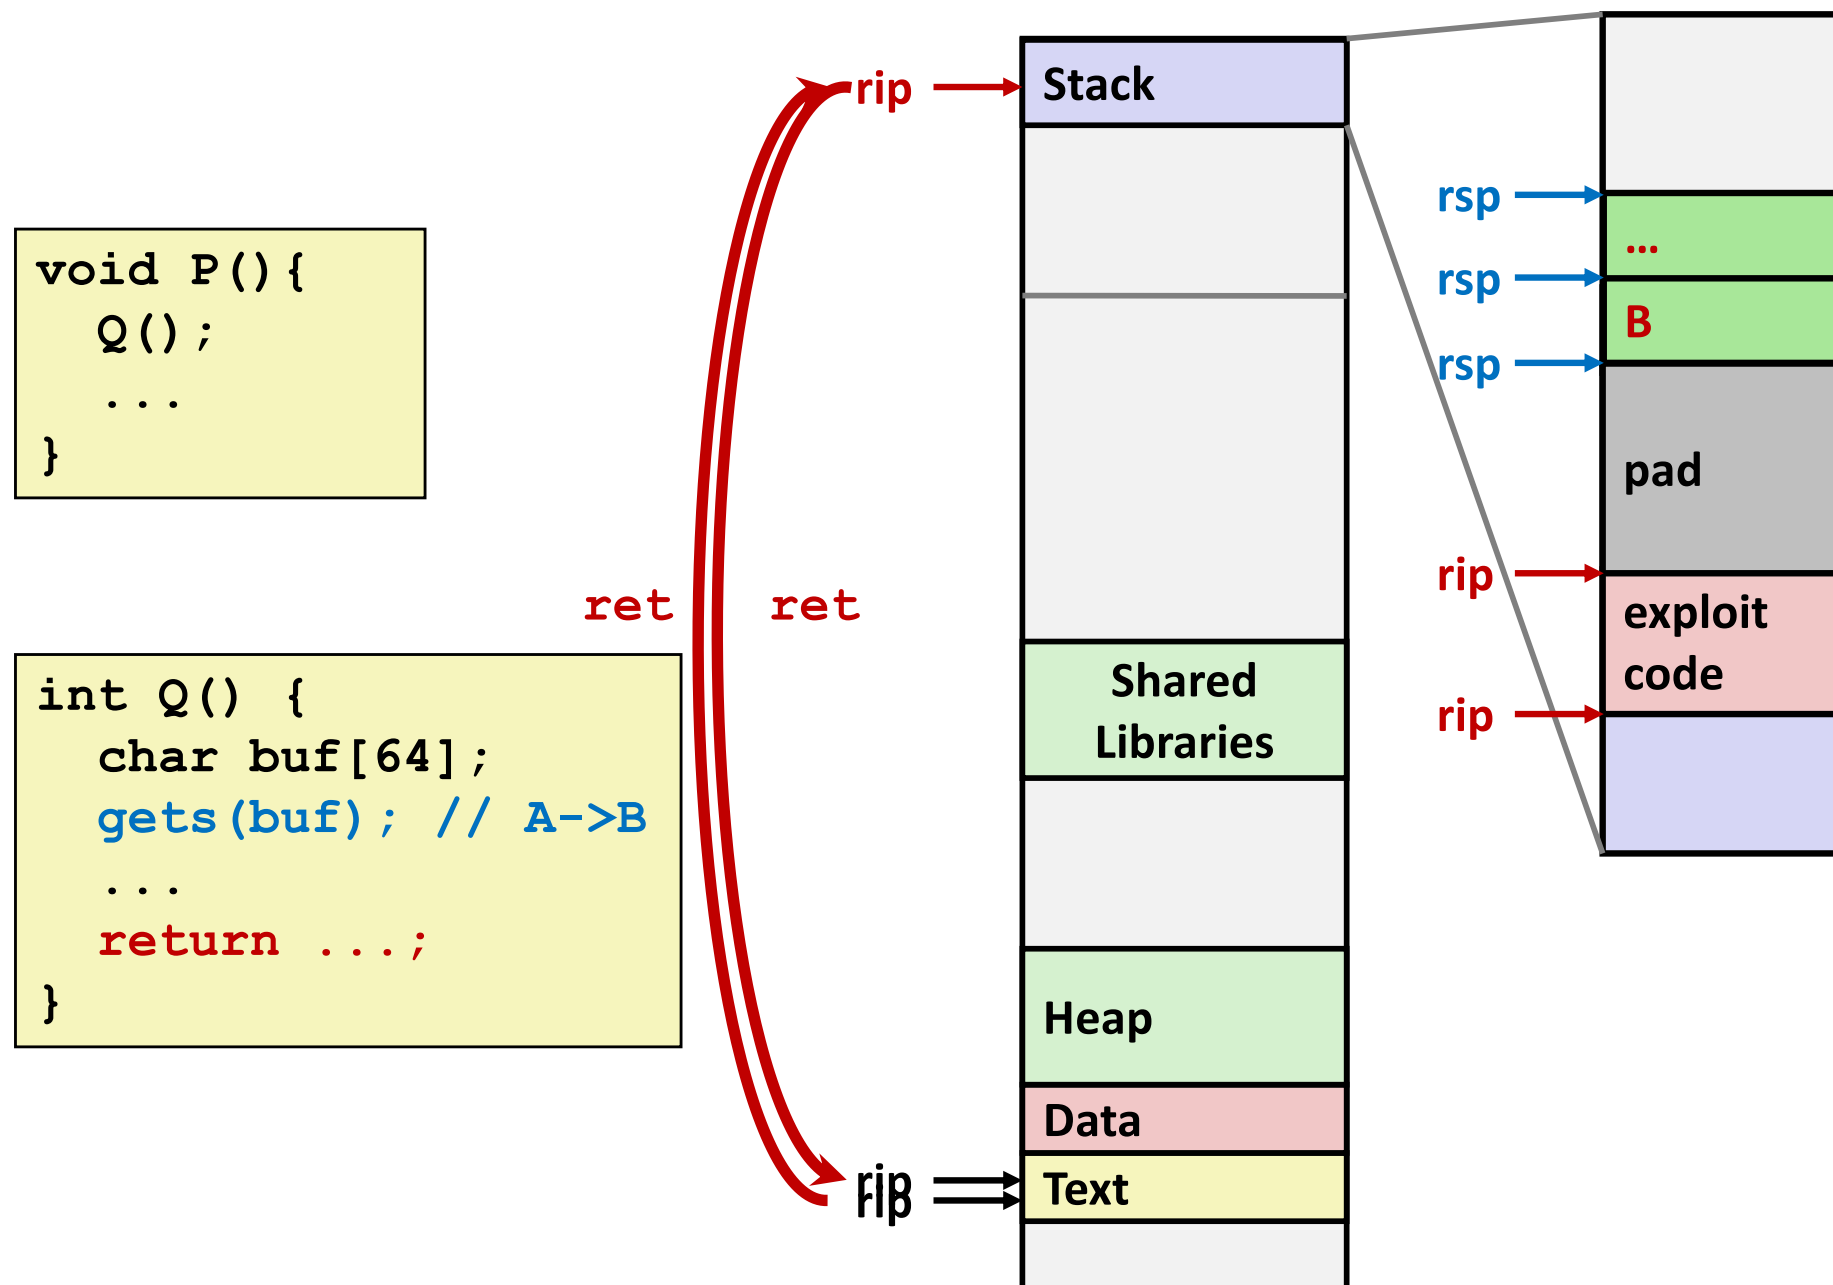 void P(){
Q();
...
}
int Q() {
char buf[64];
gets(buf); // A->B
...
return ...;
}
ret
ret
rip
rip
rip
Stack
Shared
Libraries
Heap
Data
Text
rsp
rsp
rsp
rip
rip
...
B
pad
exploit
code